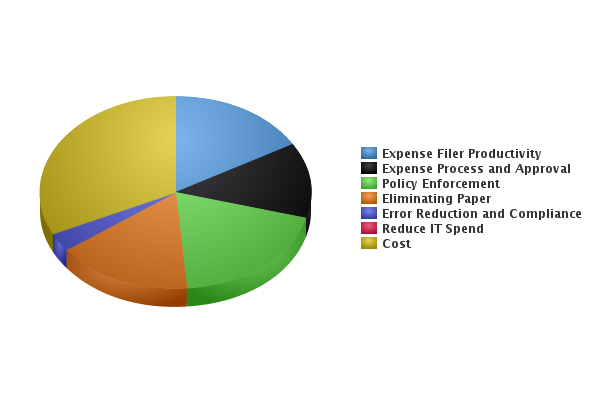 Expense Filer Productivity
Expense Process and Approval
Policy Enforcement
Eliminating Paper
Error Reduction and Compliance
Reduce IT Spend
Cost